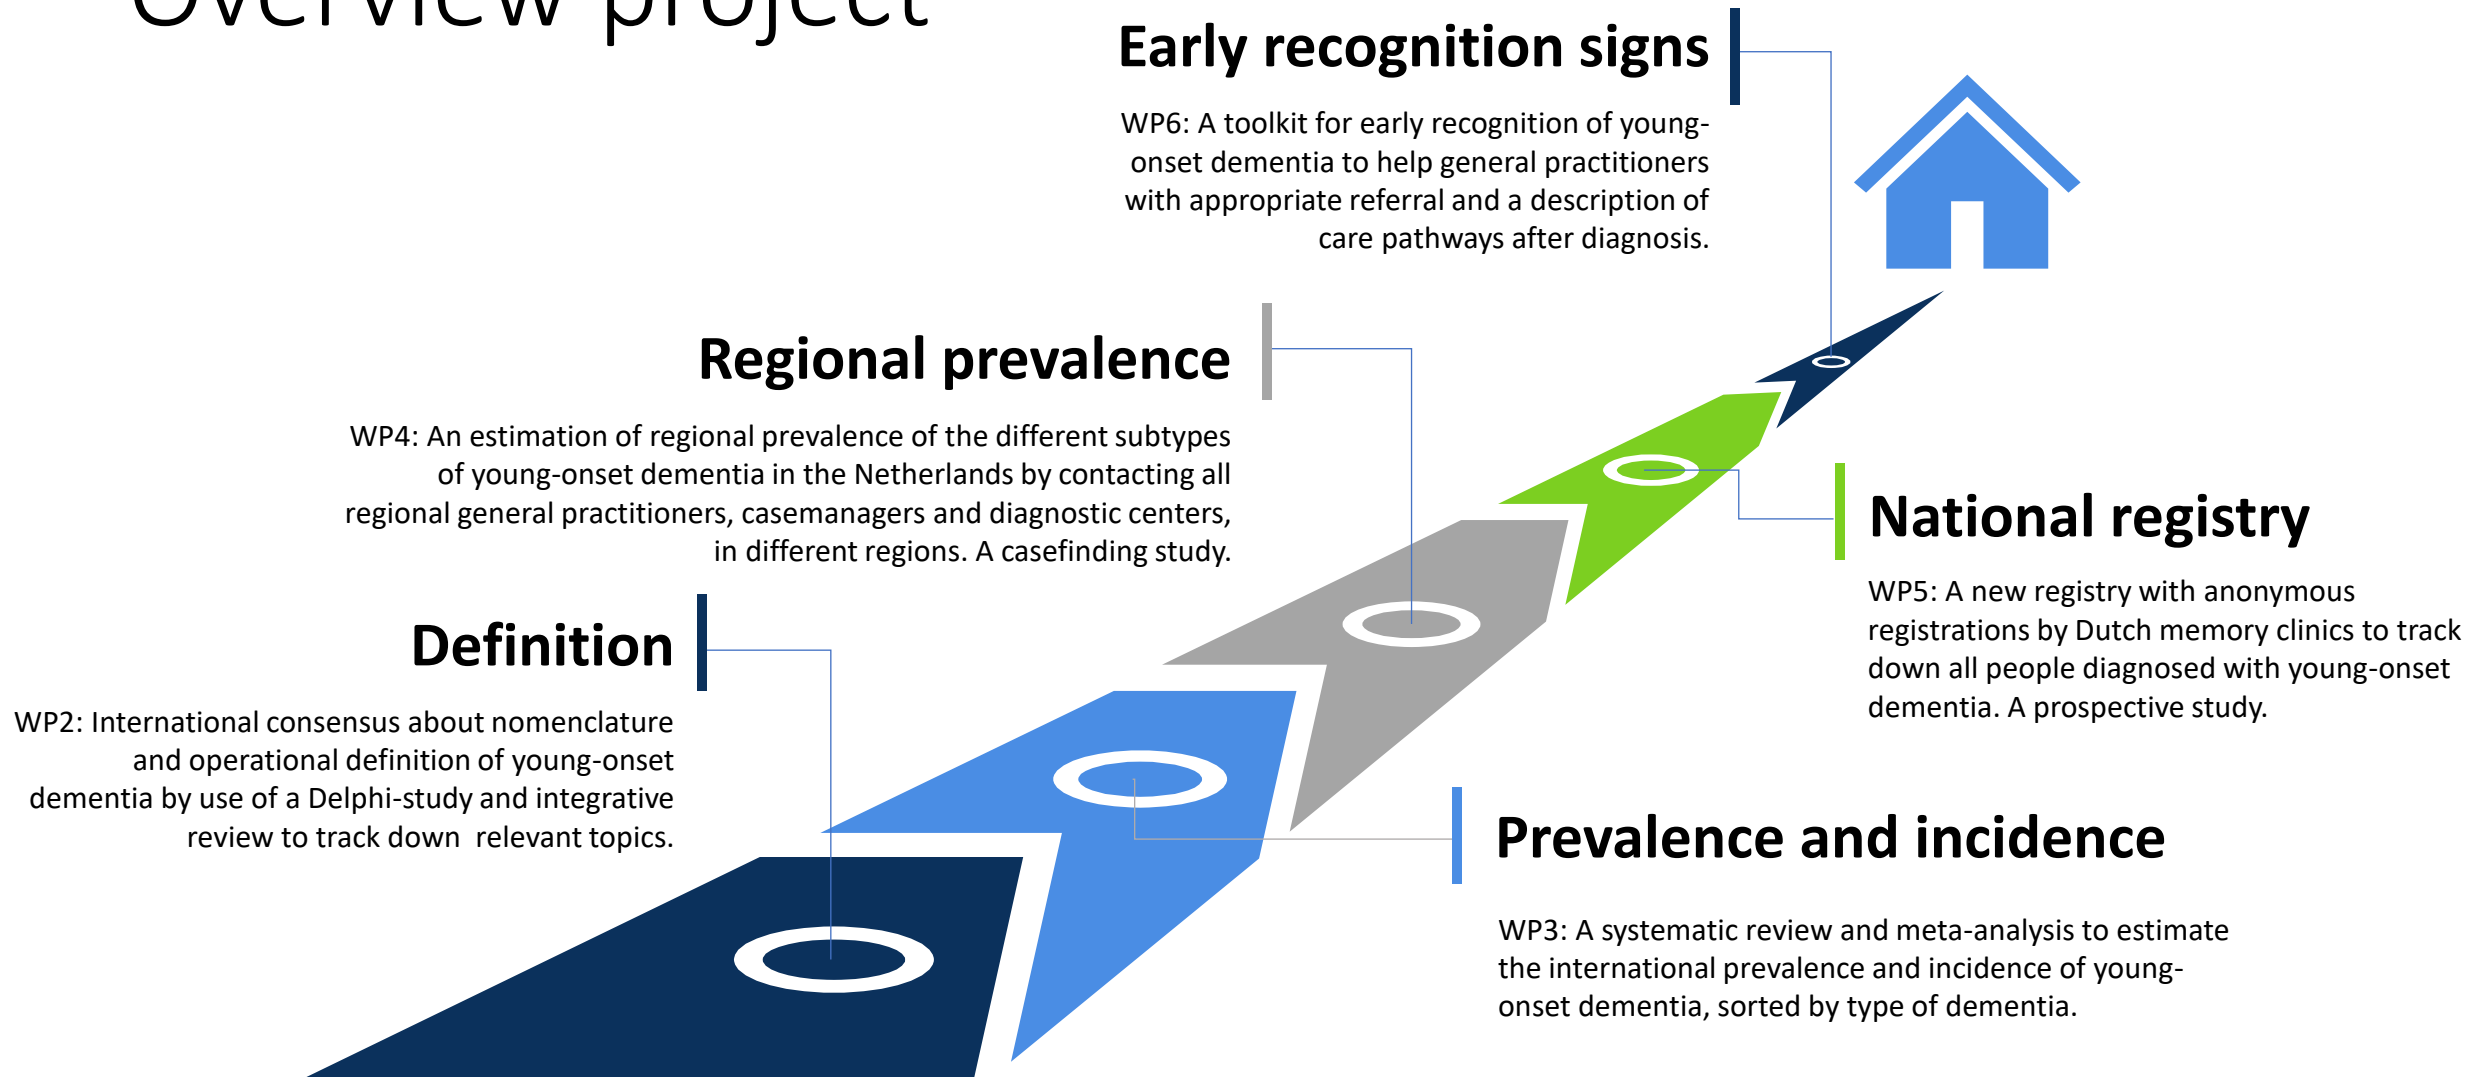 Overview project
Early recognition signs
WP6: A toolkit for early recognition of young-
onset dementia to help general practitioners
with appropriate referral and a description of
care pathways after diagnosis.
Regional prevalence
WP4: An estimation of regional prevalence of the different subtypes
of young-onset dementia in the Netherlands by contacting all
regional general practitioners, casemanagers and diagnostic centers,
in different regions. A casefinding study.
National registry
WP5: A new registry with anonymous
registrations by Dutch memory clinics to track
down all people diagnosed with young-onset
dementia. A prospective study.
Definition
WP2: International consensus about nomenclature
and operational definition of young-onset
dementia by use of a Delphi-study and integrative
review to track down  relevant topics.
Prevalence and incidence
WP3: A systematic review and meta-analysis to estimate
the international prevalence and incidence of young-
onset dementia, sorted by type of dementia.